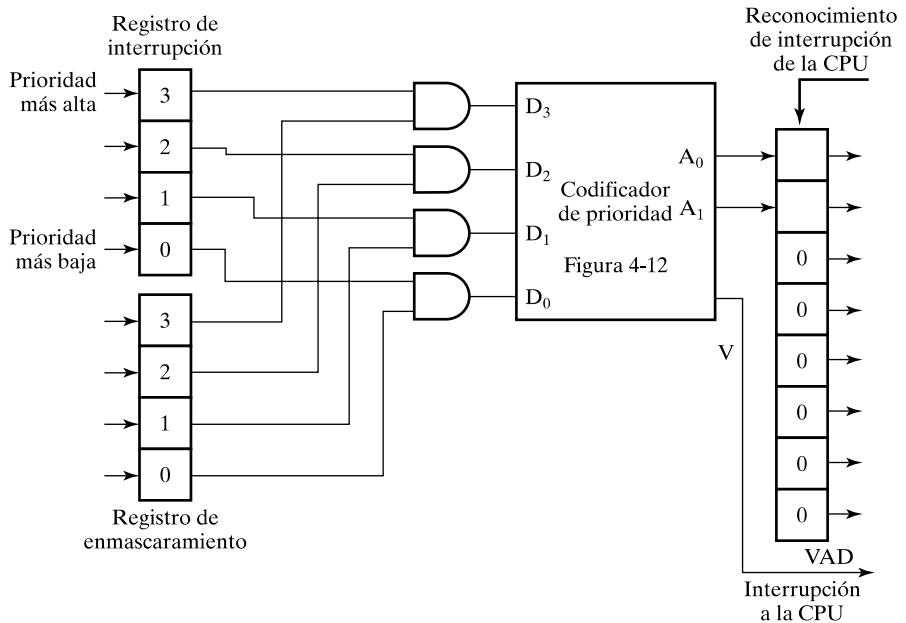 Registro de
interrupción
Prioridad
más alta
3
2
1
Prioridad
más baja
0
3
2
1
0
Registro de
enmascaramiento
D3
D2
D1
D0
Codificador
de prioridad
Figura 4-12
A0
A1
V
Reconocimiento
de interrupción
de la CPU
0
0
0
0
0
0
VAD
Interrupción
a la CPU